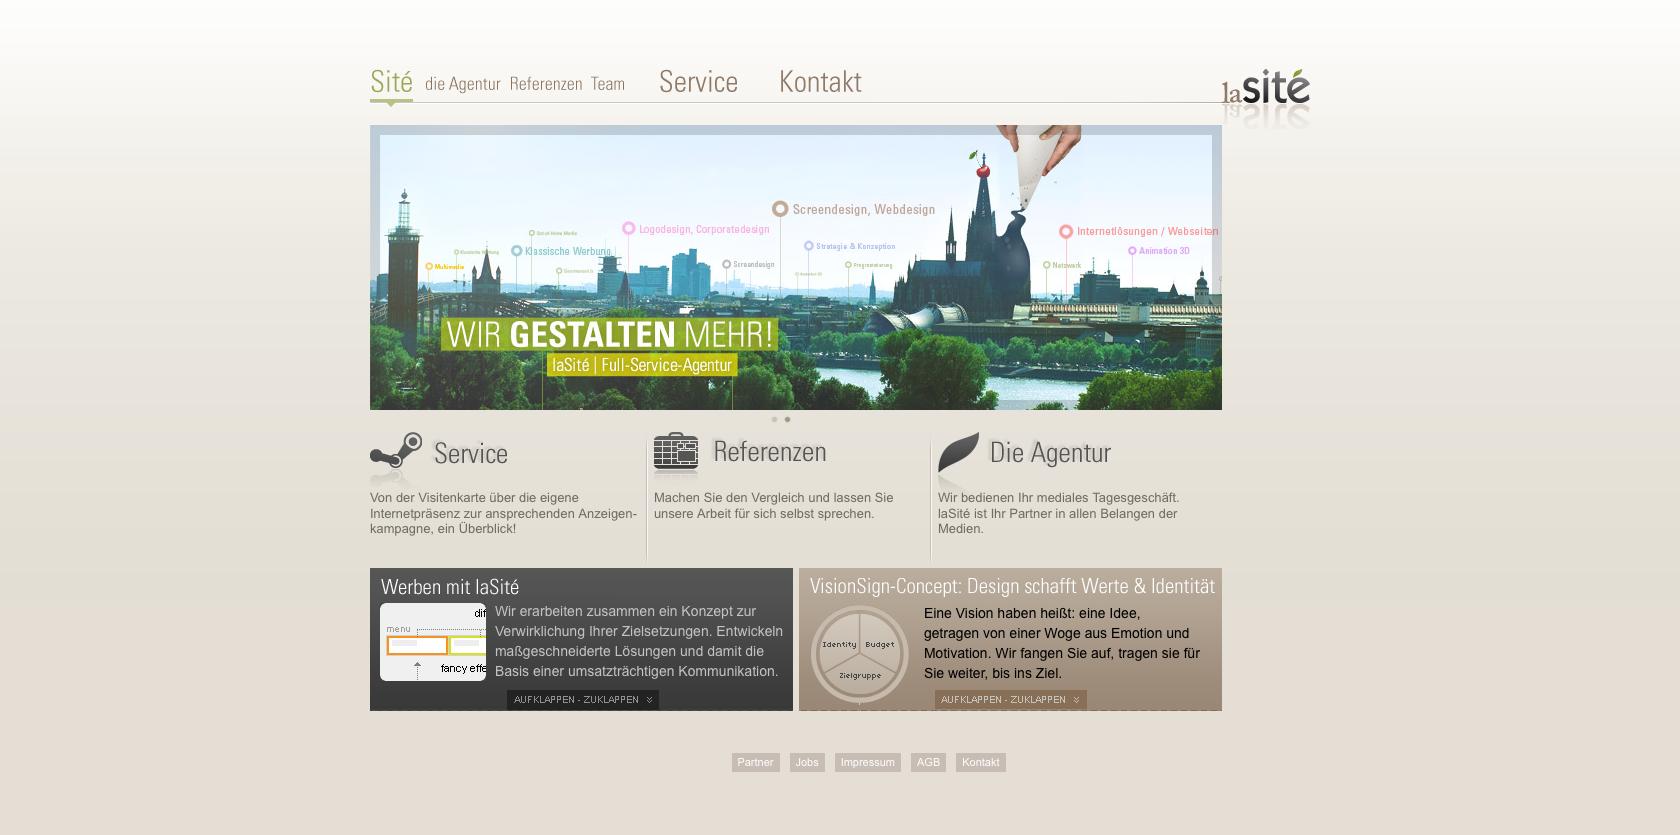 Sité die Agentur Referenzen Team Service Kontakt
lasité
Screendesign, Webdesign
Logodesign, Corporatedesign
Internetlösungen / Webseiten
Klassische Werbung
Strategie & Konzeption
Animation 3D
Multimedia
Screendesign
Programmierung
Netzwerk
WIR GESTALTEN MEHR!
laSité | Full-Service-Agentur
Service
Von der Visitenkarte über die eigene
Internetpräsenz zur ansprechenden Anzeigen-
kampagne, ein Überblick!
Referenzen
Machen Sie den Vergleich und lassen Sie
unsere Arbeit für sich selbst sprechen.
Die Agentur
Wir bedienen Ihr mediales Tagesgeschäft.
laSité ist Ihr Partner in allen Belangen der
Medien.
Werben mit laSité
dif
menu
fancy effe
Wir erarbeiten zusammen ein Konzept zur
Verwirklichung Ihrer Zielsetzungen. Entwickeln
maßgeschneiderte Lösungen und damit die
Basis einer umsatzträchtigen Kommunikation.
AUFKLAPPEN - ZUKLAPPEN
VisionSign-Concept: Design schafft Werte & Identität
Identity Budget
Zielgruppe
Eine Vision haben heißt: eine Idee,
getragen von einer Woge aus Emotion und
Motivation. Wir fangen Sie auf, tragen sie für
Sie weiter, bis ins Ziel.
AUFKLAPPEN - ZUKLAPPEN
Partner Jobs Impressum AGB Kontakt